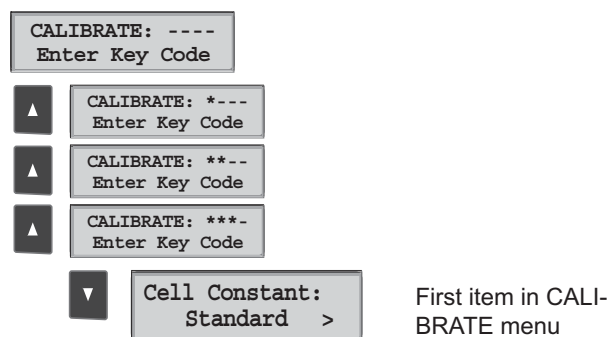 CALIBRATE: ----
Enter Key Code
CALIBRATE: *---
Enter Key Code
CALIBRATE: **--
Enter Key Code
CALIBRATE: ***-
Enter Key Code
Cell Constant:
Standard >
First item in CALI-
BRATE menu